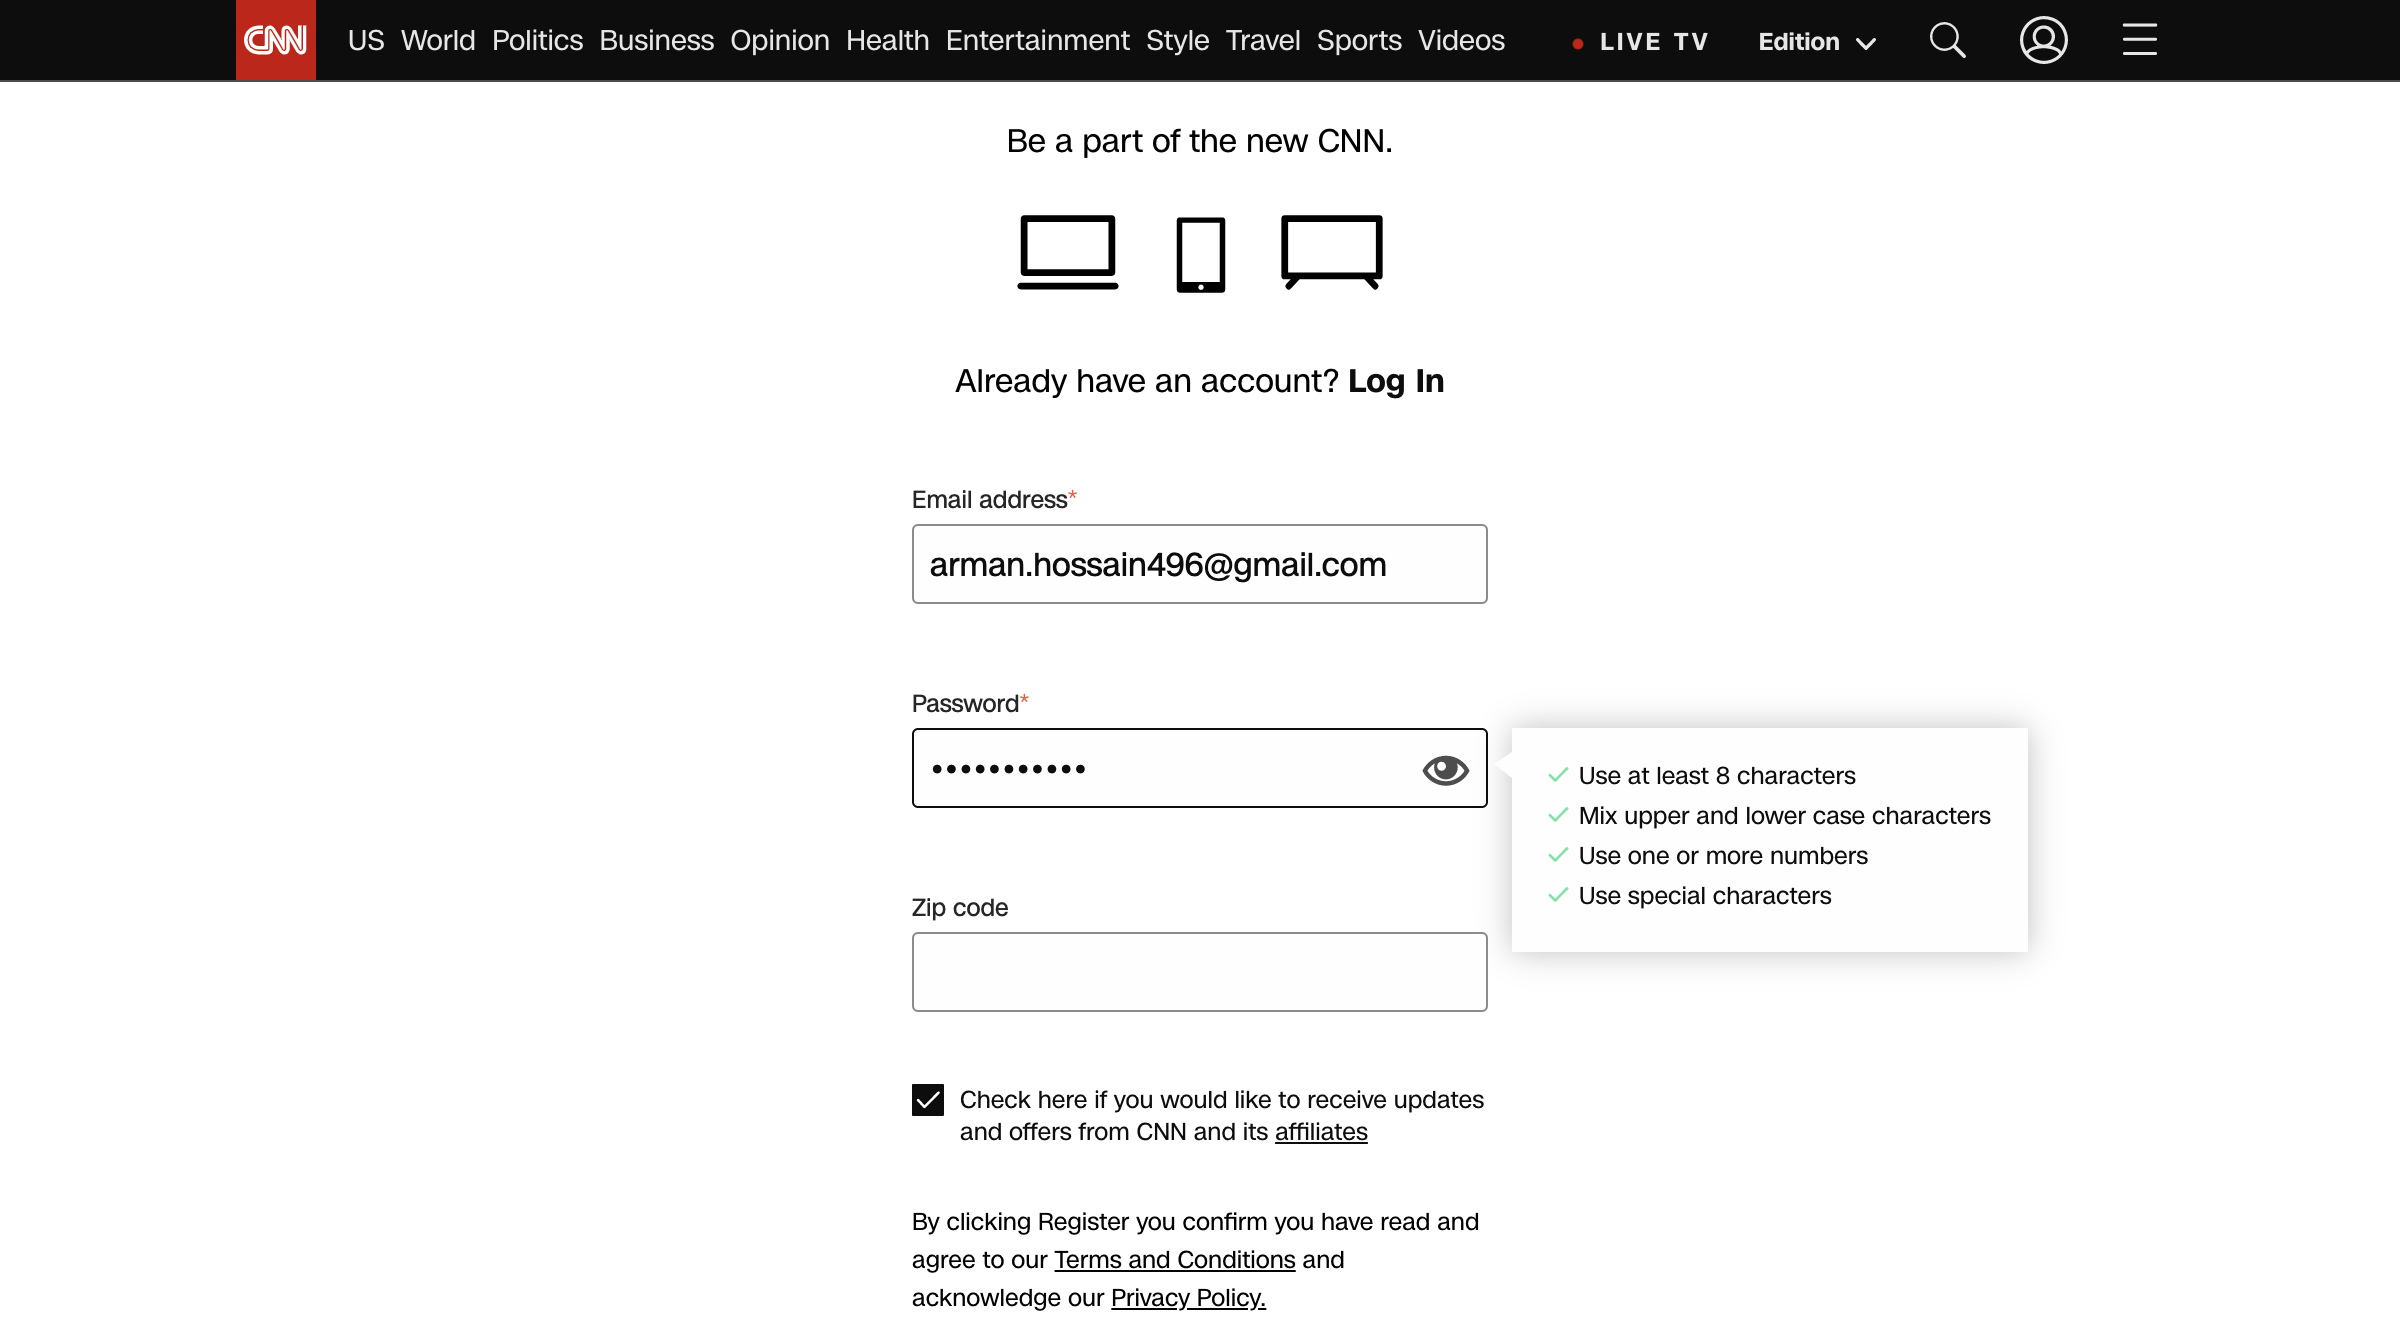 CNN US World Politics Business Opinion Health Entertainment Style Travel Sports Videos LIVE TV Edition
Be a part of the new CNN.
Already have an account? Log In
Email address*
arman.hossain496@gmail.com
Password*
•••••••••••
Use at least 8 characters
Mix upper and lower case characters
Use one or more numbers
Use special characters
Zip code
Check here if you would like to receive updates
and offers from CNN and its affiliates
By clicking Register you confirm you have read and
agree to our Terms and Conditions and
acknowledge our Privacy Policy.